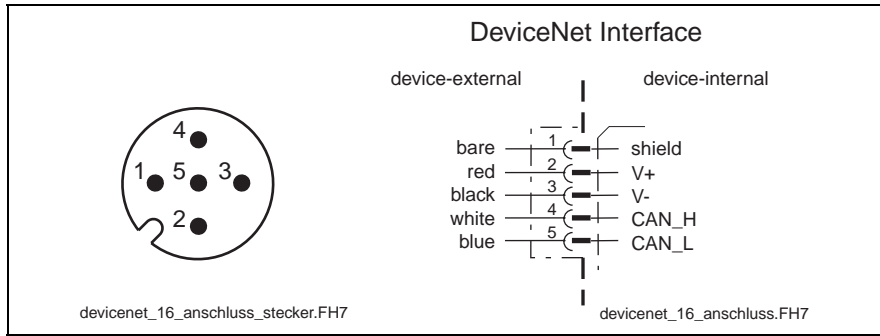 DeviceNet Interface
device-external device-internal
4
1 5 3
2
bare 1 shield
red 2 V+
black 3 V-
white 4 CAN_H
blue 5 CAN_L
devicenet_16_anschluss_stecker.FH7
devicenet_16_anschluss.FH7